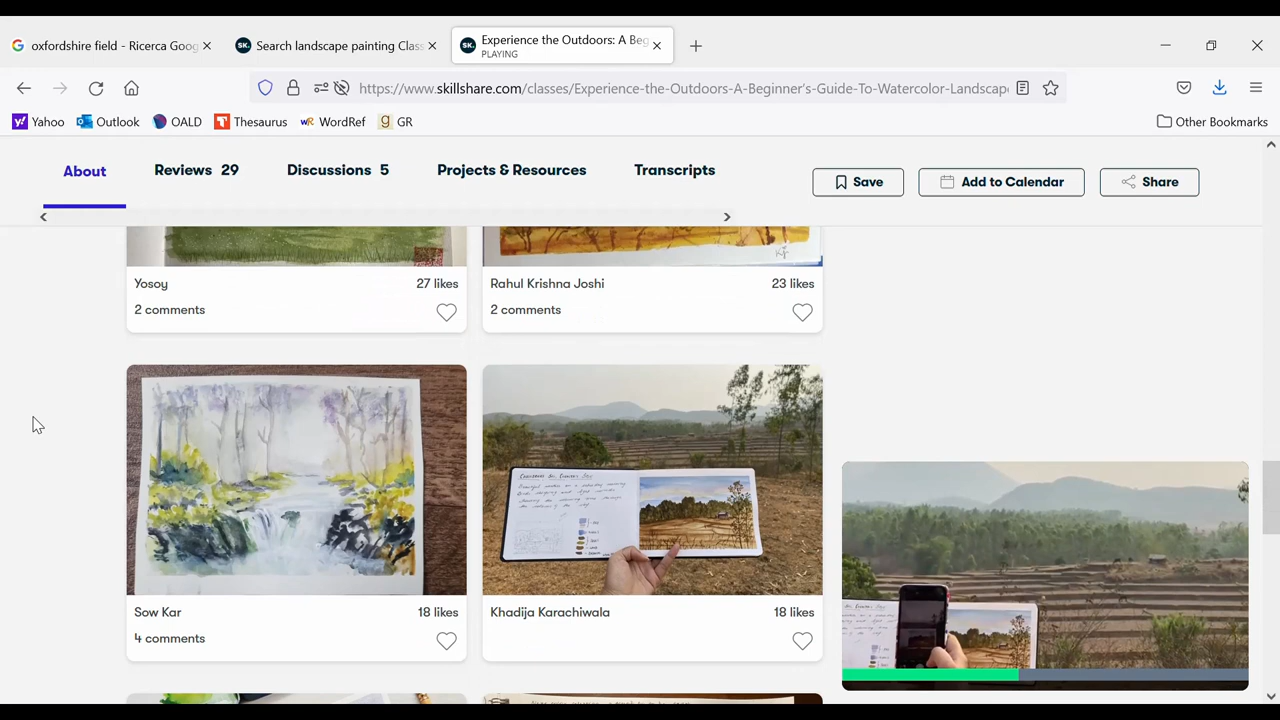 oxfordshire field - Ricerca Goog
Search landscape painting Class
Experience the Outdoors: A Beg
PLAYING
https://www.skillshare.com/classes/Experience-the-Outdoors-A-Beginner's-Guide-To-Watercolor-Landscape
Yahoo
Outlook
OALD
Thesaurus
WordRef
GR
Other Bookmarks
About
Reviews 29
Discussions 5
Projects & Resources
Transcripts
Save
Add to Calendar
Share
Yosoy
27 likes
2 comments
Rahul Krishna Joshi
23 likes
2 comments
Sow Kar
18 likes
4 comments
Khadija Karachiwala
18 likes